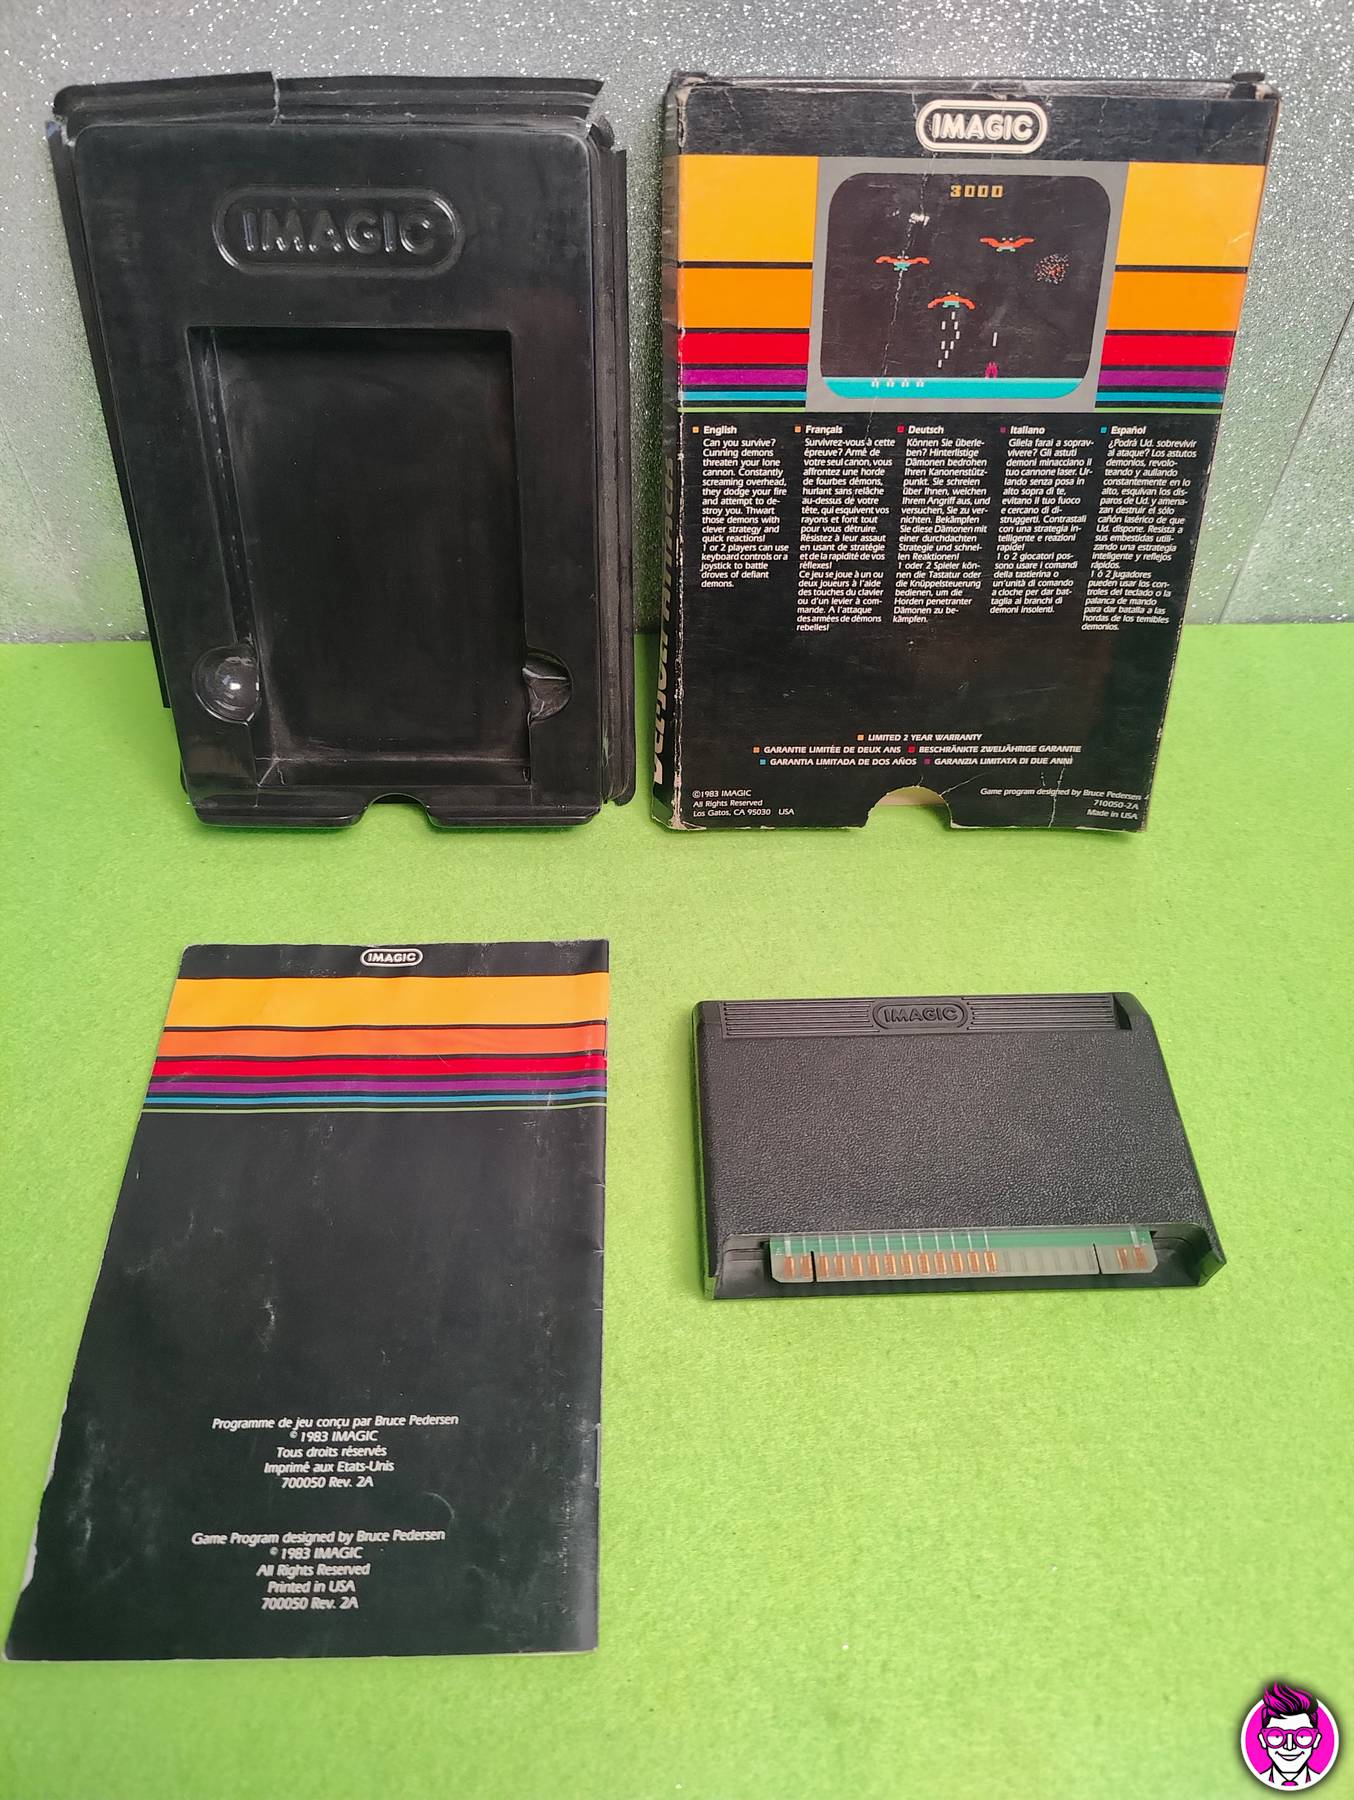 IMAGIC
IMAGIC
3000
English
Can you survive?
Cunning demons
threaten your lone
cannon. Constantly
screaming overhead,
they dodge your fire
and attempt to de-
stroy you. Thwart
those demons with
clever strategy and
quick reactions!
1 or 2 players can use
keyboard controls or a
joystick to battle
droves of defiant
demons.
Français
Survivrez-vous à cette
épreuve? Armé de
votre seul canon, vous
affrontez une horde
de fourbes démons,
hurlant sans relâche
au-dessus de votre
tête, qui esquivent vos
rayons et font tout
pour vous détruire.
Résistez à leur assaut
en usant de stratégie
et de la rapidité de vos
réflexes!
Ce jeu se joue à un ou
deux joueurs à l'aide
des touches du clavier
ou d'un levier à com-
mande. A l'attaque
des armées de démons
rebelles!
Deutsch
Können Sie überle-
ben? Hinterlistige
Dämonen bedrohen
Ihren Kanonenstütz-
punkt. Sie schreien
über Ihnen, weichen
Ihrem Angriff aus, und
versuchen, Sie zu ver-
nichten. Bekämpfen
Sie diese Dämonen mit
einer durchdachten
Strategie und schnel-
len Reaktionen!
1 oder 2 Spieler kön-
nen die Tastatur oder
die Knüppelsteuerung
bedienen, um die
Horden penetranter
Dämonen zu be-
kämpfen.
Italiano
Gliela farai a soprav-
vivere? Gli astuti
demoni minacciano il
tuo cannone laser. Ur-
lando senza posa in
alto sopra di te,
evitano il tuo fuoco
e cercano di di-
struggerti. Contrastali
con una strategia in-
telligente e reazioni
rapide!
1 o 2 giocatori pos-
sono usare i comandi
della tastierina o
un'unità di comando
a cloche per dar bat-
taglia ai branchi di
demoni insolenti.
Español
¿Podrá Ud. sobrevivir
al ataque? Los astutos
demonios, revolo-
teando y aullando
constantemente en lo
alto, esquivan los dis-
paros de Ud. y amena-
zan destruir el sólo
cañón lasérico de que
Ud. dispone. Resista a
sus embestidas utili-
zando una estrategia
inteligente y reflejos
rápidos.
1 ó 2 jugadores
pueden usar los con-
troles del teclado o la
palanca de mando
para dar batalla a las
hordas de los temibles
demonios.
LIMITED 2 YEAR WARRANTY
GARANTIE LIMITÉE DE DEUX ANS BESCHRÄNKTE ZWEIJÄHRIGE GARANTIE
GARANTIA LIMITADA DE DOS AÑOS GARANZIA LIMITATA DI DUE ANNI
©1983 IMAGIC
All Rights Reserved
Los Gatos, CA 95030 USA
Game program designed by Bruce Pedersen
710050-2A
Made in USA
IMAGIC
Programme de jeu conçu par Bruce Pedersen
© 1983 IMAGIC
Tous droits réservés
Imprimé aux Etats-Unis
700050 Rev. 2A
Game Program designed by Bruce Pedersen
© 1983 IMAGIC
All Rights Reserved
Printed in USA
700050 Rev. 2A
IMAGIC